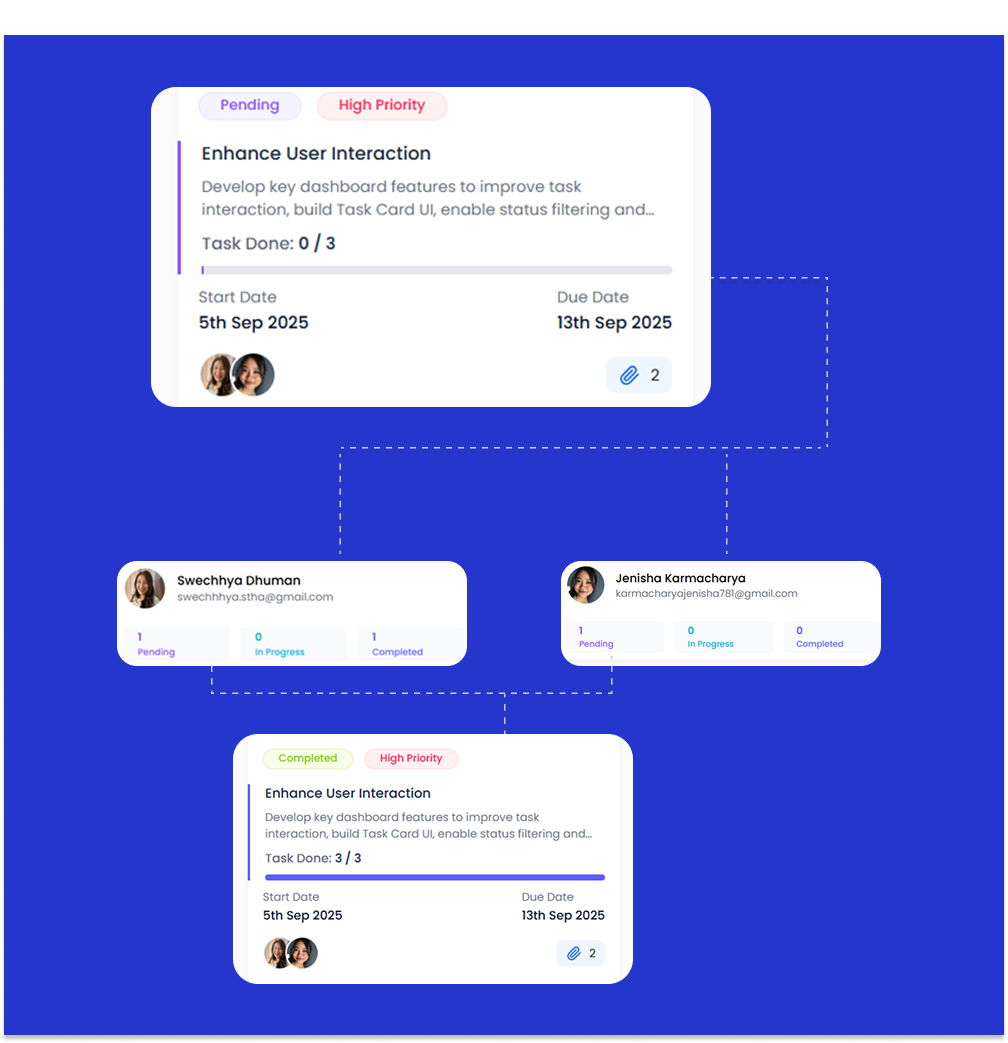 Pending High Priority
Enhance User Interaction
Develop key dashboard features to improve task
interaction, build Task Card UI, enable status filtering and...
Task Done: 0 / 3
Start Date Due Date
5th Sep 2025 13th Sep 2025
2
Swechhya Dhuman
swechhhya.stha@gmail.com
1 0 1
Pending In Progress Completed
Jenisha Karmacharya
karmacharyajenisha781@gmail.com
1 0 0
Pending In Progress Completed
Completed High Priority
Enhance User Interaction
Develop key dashboard features to improve task
interaction, build Task Card UI, enable status filtering and...
Task Done: 3 / 3
Start Date Due Date
5th Sep 2025 13th Sep 2025
2